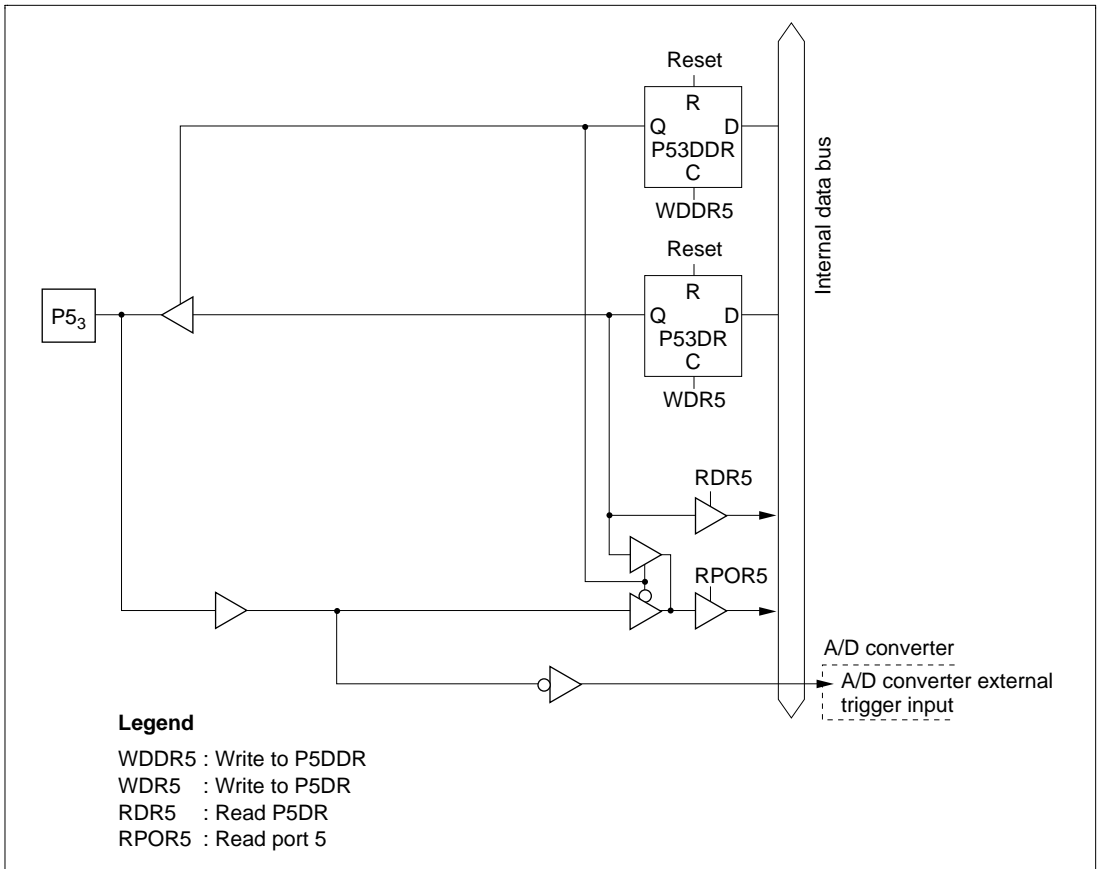 Reset
R
Q D
P53DDR
C
WDDR5
Internal data bus
Reset
R
P5₃
Q D
P53DR
C
WDR5
RDR5
RPOR5
A/D converter
A/D converter external
trigger input
Legend
WDDR5 : Write to P5DDR
WDR5 : Write to P5DR
RDR5 : Read P5DR
RPOR5 : Read port 5